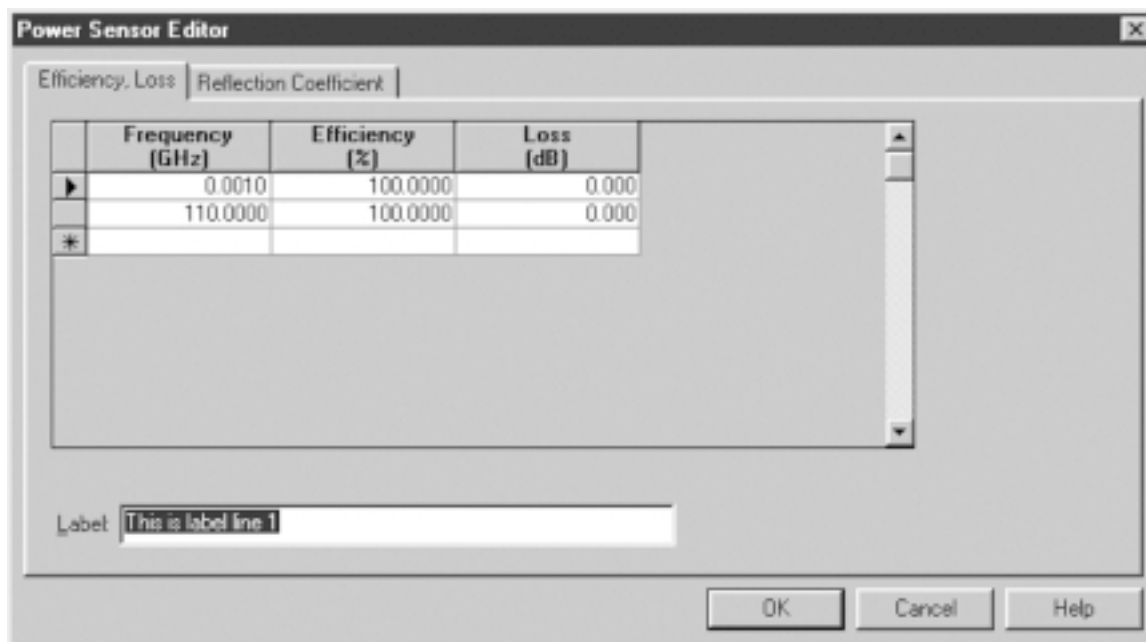 Power Sensor Editor
Efficiency, Loss Reflection Coefficient
Frequency (GHz) Efficiency (%) Loss (dB)
0.0010 100.0000 0.000
110.0000 100.0000 0.000
Label: This is label line 1
OK Cancel Help